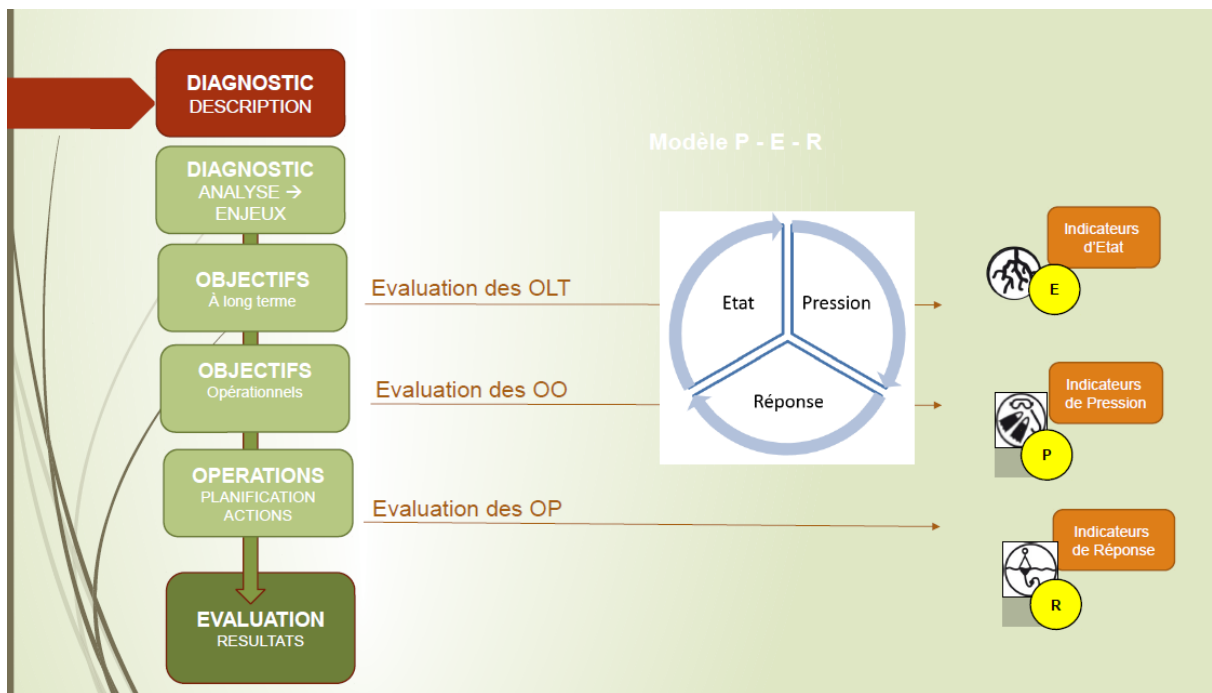 DIAGNOSTIC
DESCRIPTION
DIAGNOSTIC
ANALYSE →
ENJEUX
OBJECTIFS
À long terme
OBJECTIFS
Opérationnels
OPERATIONS
PLANIFICATION
ACTIONS
EVALUATION
RESULTATS
Evaluation des OLT
Evaluation des OO
Evaluation des OP
Modèle P - E - R
Etat
Pression
Réponse
Indicateurs
d'Etat
E
Indicateurs
de Pression
P
Indicateurs
de Réponse
R